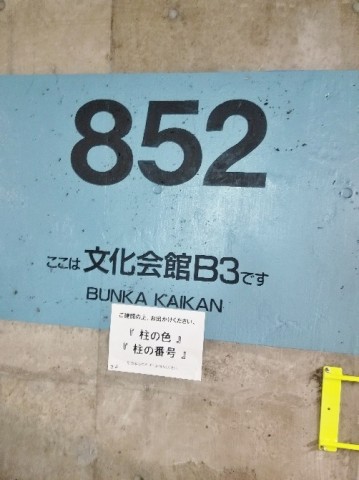 852
ここは文化会館B3です
BUNKA KAIKAN
ご確認の上、お出かけください。
『 柱の色 』
『 柱の番号 』